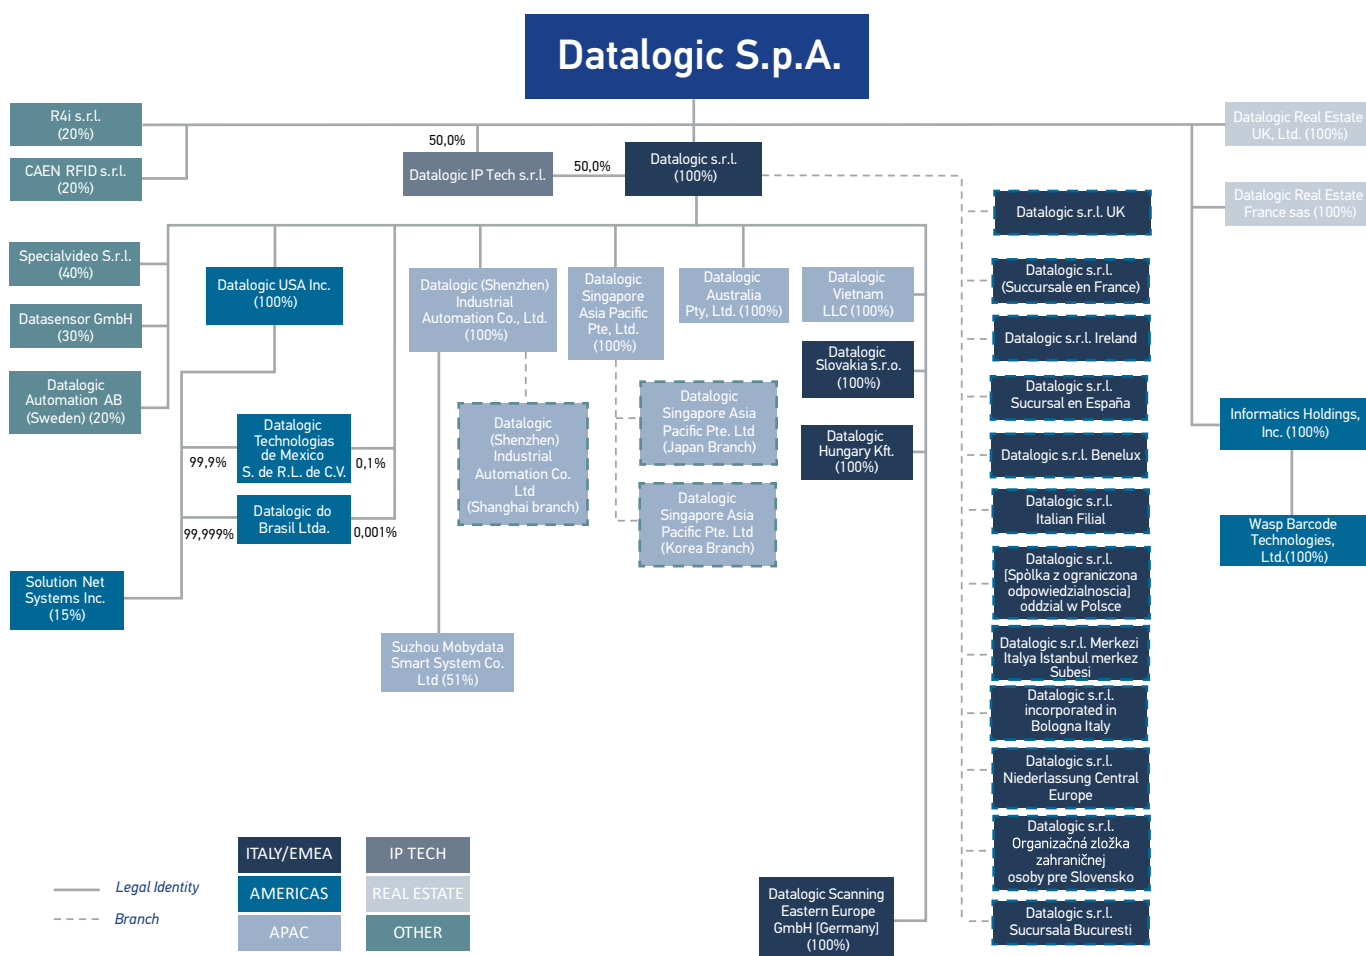 Datalogic S.p.A.
R4i s.r.l.
(20%)
CAEN RFID s.r.l.
(20%)
50,0%
Datalogic IP Tech s.r.l.
50,0%
Datalogic s.r.l.
(100%)
Datalogic Real Estate
UK, Ltd. (100%)
Datalogic Real Estate
France sas (100%)
Specialvideo S.r.l.
(40%)
Datasensor GmbH
(30%)
Datalogic
Automation AB
(Sweden) (20%)
Datalogic USA Inc.
(100%)
Datalogic (Shenzhen)
Industrial
Automation Co., Ltd.
(100%)
Datalogic
Singapore
Asia Pacific
Pte, Ltd.
(100%)
Datalogic
Australia
Pty, Ltd. (100%)
Datalogic
Vietnam
LLC (100%)
Datalogic
Slovakia s.r.o.
(100%)
Datalogic
Hungary Kft.
(100%)
99,9%
Datalogic
Technologias
de Mexico
S. de R.L. de C.V.
0,1%
99,999%
Datalogic do
Brasil Ltda.
0,001%
Solution Net
Systems Inc.
(15%)
Datalogic
(Shenzhen)
Industrial
Automation Co.
Ltd
(Shanghai branch)
Datalogic
Singapore Asia
Pacific Pte. Ltd
(Japan Branch)
Datalogic
Singapore Asia
Pacific Pte. Ltd
(Korea Branch)
Suzhou Mobydata
Smart System Co.
Ltd (51%)
Datalogic s.r.l. UK
Datalogic s.r.l.
(Succursale en France)
Datalogic s.r.l. Ireland
Datalogic s.r.l.
Sucursal en España
Datalogic s.r.l. Benelux
Datalogic s.r.l.
Italian Filial
Datalogic s.r.l.
[Spòlka z ograniczona
odpowiedzialnoscia]
oddzial w Polsce
Datalogic s.r.l. Merkezi
Italya Istanbul merkez
Subesi
Datalogic s.r.l.
incorporated in
Bologna Italy
Datalogic s.r.l.
Niederlassung Central
Europe
Datalogic s.r.l.
Organizačná zložka
zahraničnej
osoby pre Slovensko
Datalogic s.r.l.
Sucursala Bucuresti
Informatics Holdings,
Inc. (100%)
Wasp Barcode
Technologies,
Ltd.(100%)
Datalogic Scanning
Eastern Europe
GmbH [Germany]
(100%)
Legal Identity
Branch
ITALY/EMEA
AMERICAS
APAC
IP TECH
REAL ESTATE
OTHER